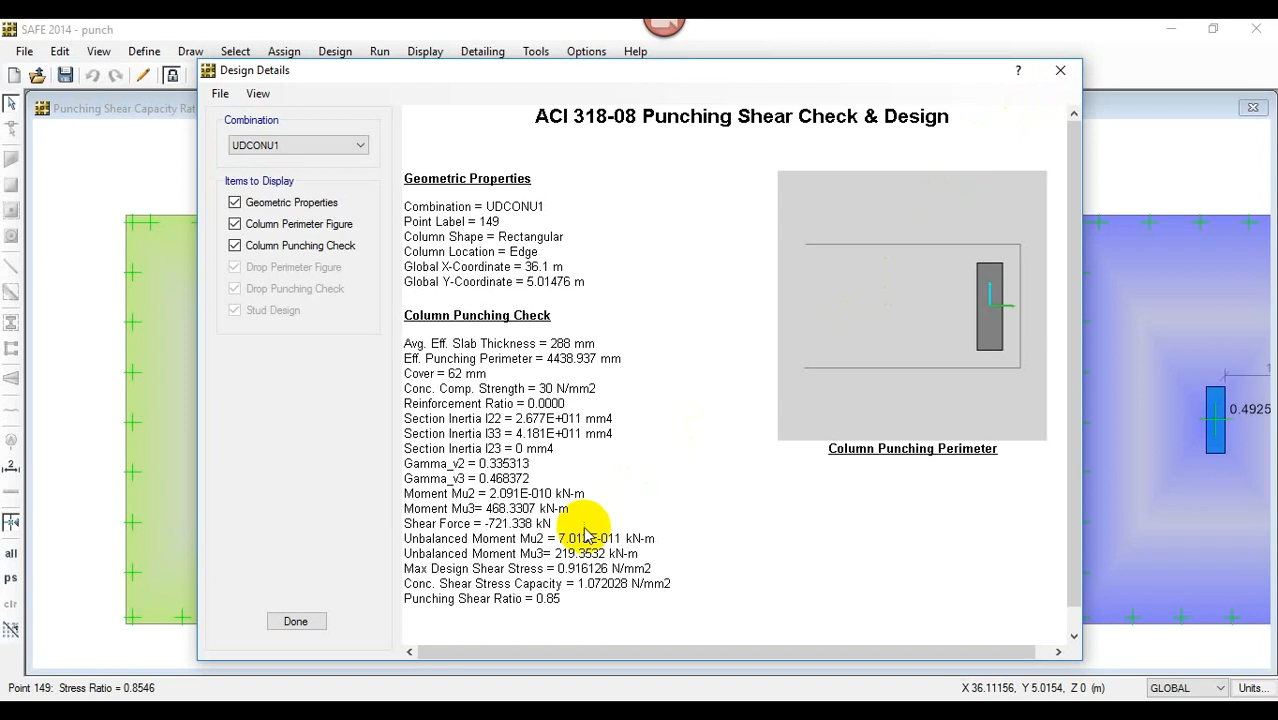 SAFE 2014 - punch
File Edit View Define Draw Select Assign Design Run Display Detailing Tools Options Help
Punching Shear Capacity Rat
Design Details
?
File View
Combination
UDCONU1
Items to Display
Geometric Properties
Column Perimeter Figure
Column Punching Check
Drop Perimeter Figure
Drop Punching Check
Stud Design
Done
ACI 318-08 Punching Shear Check & Design
Geometric Properties
Combination = UDCONU1
Point Label = 149
Column Shape = Rectangular
Column Location = Edge
Global X-Coordinate = 36.1 m
Global Y-Coordinate = 5.01476 m
Column Punching Check
Avg. Eff. Slab Thickness = 288 mm
Eff. Punching Perimeter = 4438.937 mm
Cover = 62 mm
Conc. Comp. Strength = 30 N/mm2
Reinforcement Ratio = 0.0000
Section Inertia I22 = 2.677E+011 mm4
Section Inertia I33 = 4.181E+011 mm4
Section Inertia I23 = 0 mm4
Gamma_v2 = 0.335313
Gamma_v3 = 0.468372
Moment Mu2 = 2.091E-010 kN-m
Moment Mu3= 468.3307 kN-m
Shear Force = -721.338 kN
Unbalanced Moment Mu2 = kN-m
Unbalanced Moment Mu3= 219.3532 kN-m
Max Design Shear Stress = 0.916126 N/mm2
Conc. Shear Stress Capacity = 1.072028 N/mm2
Punching Shear Ratio = 0.85
Column Punching Perimeter
0.4925
all
ps
clr
Point 149: Stress Ratio = 0.8546
X 36.11156, Y 5.0154, Z 0 (m)
GLOBAL
Units...